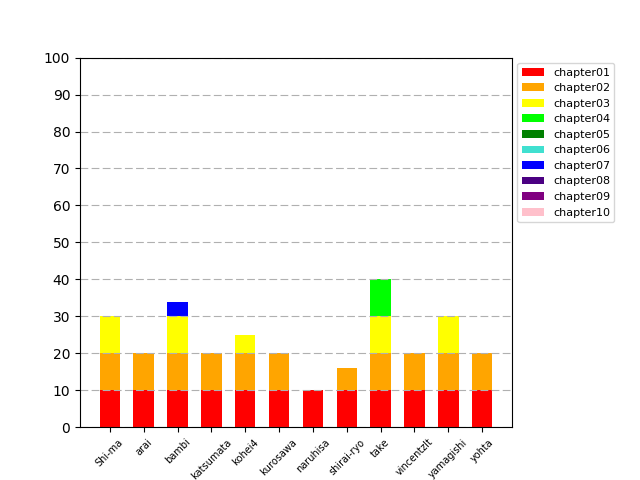 100
90
80
70
60
50
40
30
20
10
0
Shi-ma
arai
bambi
katsumata
kohei4
kurosawa
naruhisa
shirai-ryo
take
vincentzlt
yamagishi
yohta
chapter01
chapter02
chapter03
chapter04
chapter05
chapter06
chapter07
chapter08
chapter09
chapter10